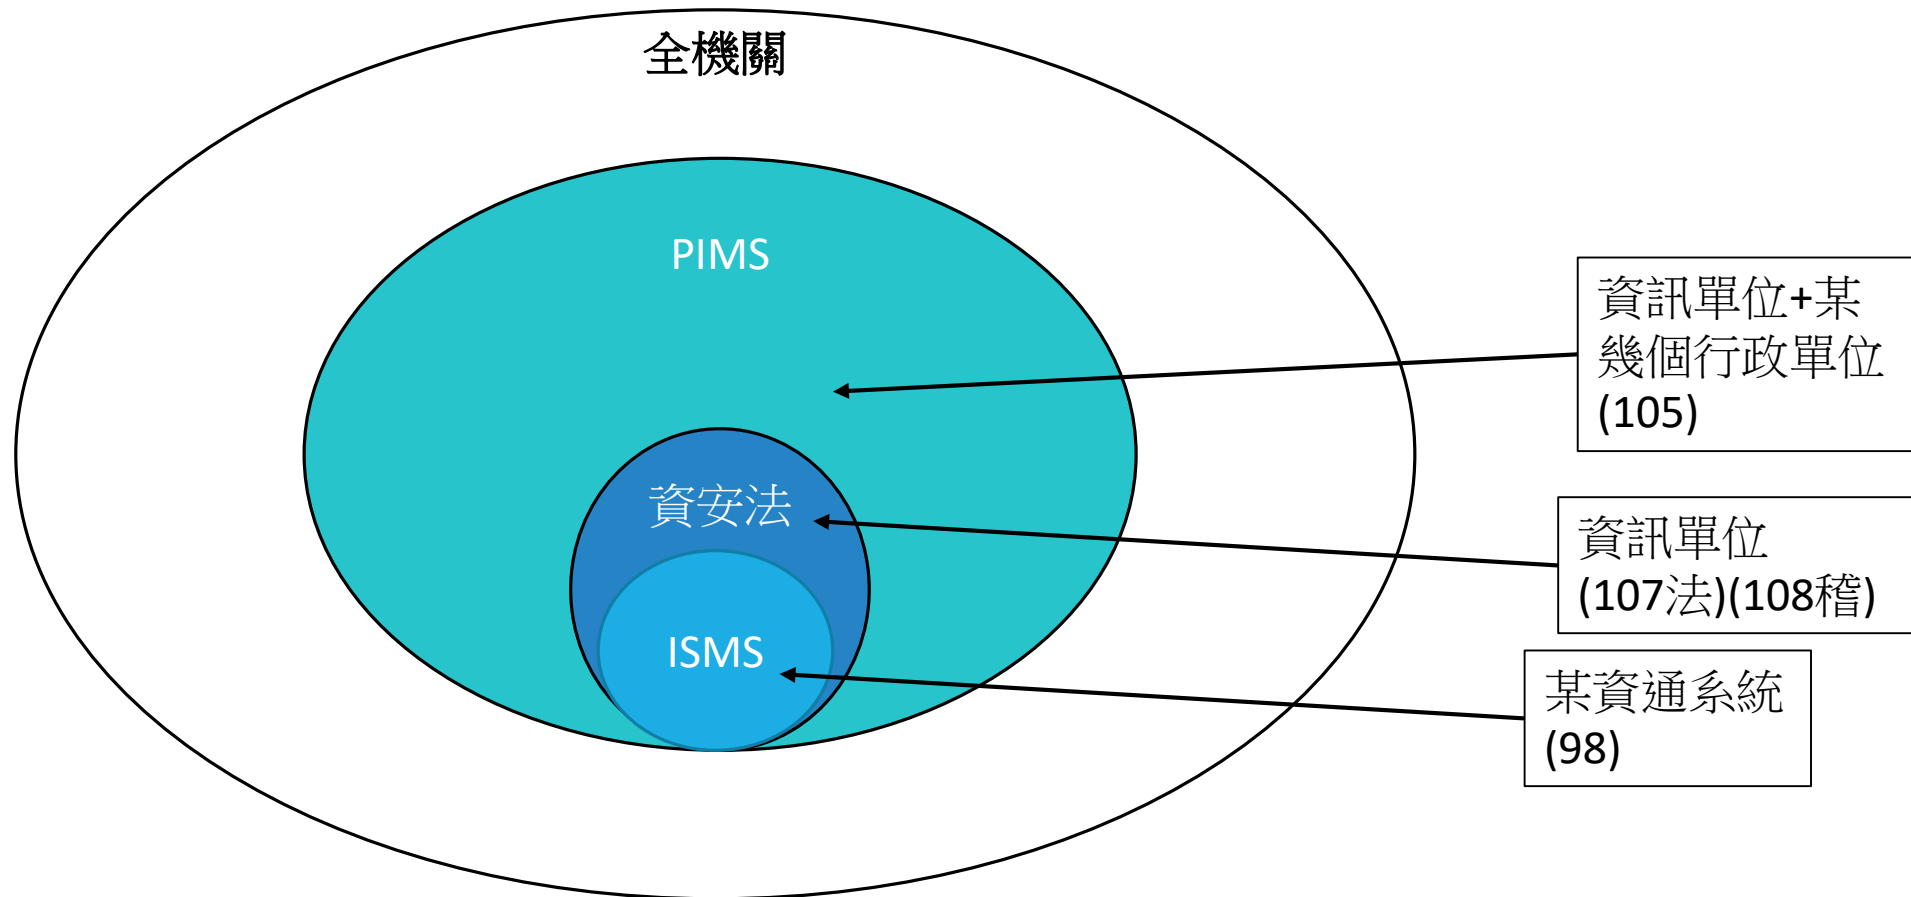 全機關
PIMS
資安法
ISMS
資訊單位+某
幾個行政單位
(105)
資訊單位
(107法)(108稽)
某資通系統
(98)